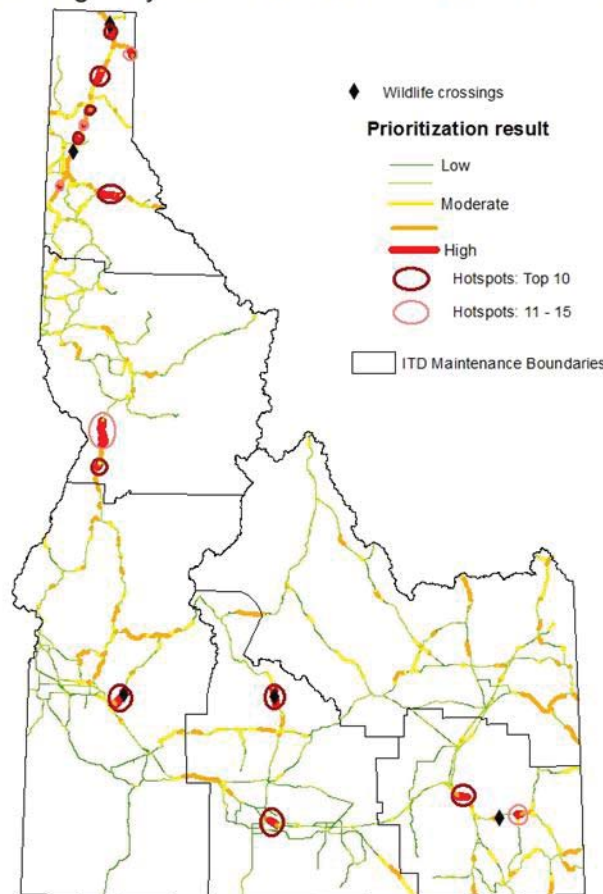 Wildlife crossings
Prioritization result
Low
Moderate
High
Hotspots: Top 10
Hotspots: 11 - 15
ITD Maintenance Boundaries